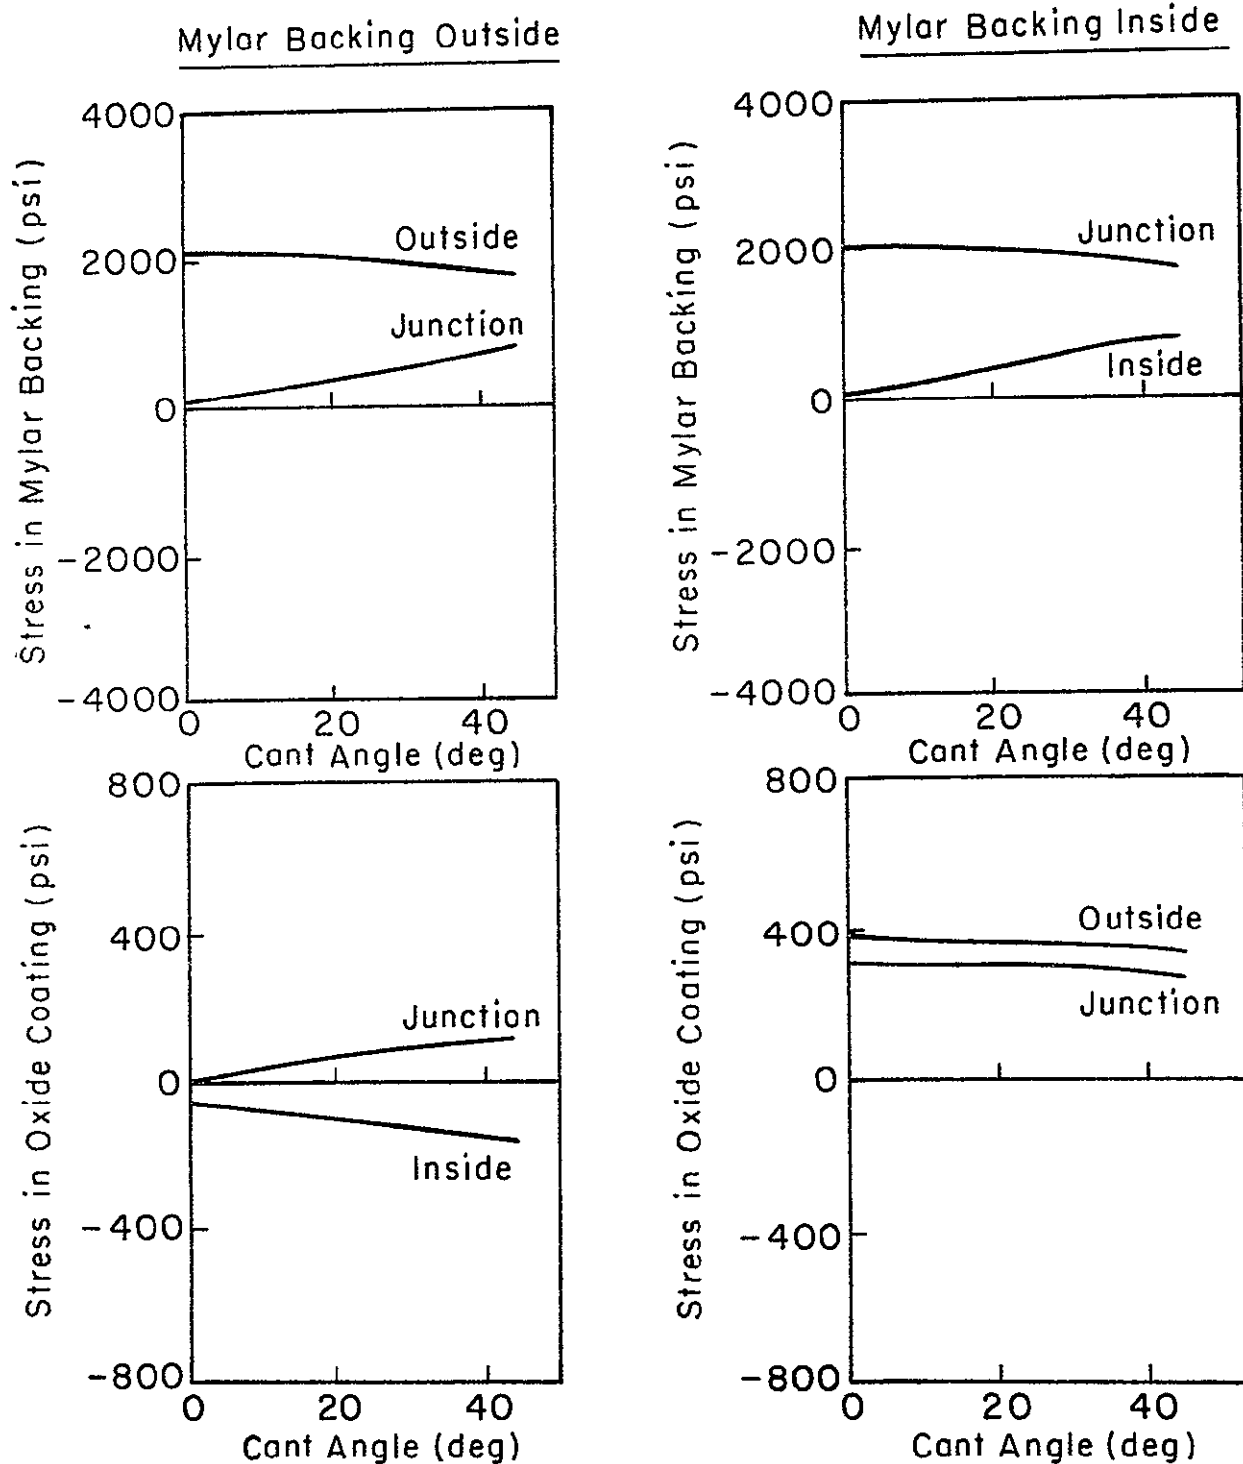 Mylar Backing Outside
Stress in Mylar Backing (psi)
4000
2000
0
-2000
-4000
Outside
Junction
0 20 40
Cant Angle (deg)
Mylar Backing Inside
Stress in Mylar Backing (psi)
4000
2000
0
-2000
-4000
Junction
Inside
0 20 40
Cant Angle (deg)
Stress in Oxide Coating (psi)
800
400
0
-400
-800
Junction
Inside
0 20 40
Cant Angle (deg)
Stress in Oxide Coating (psi)
800
400
0
-400
-800
Outside
Junction
0 20 40
Cant Angle (deg)